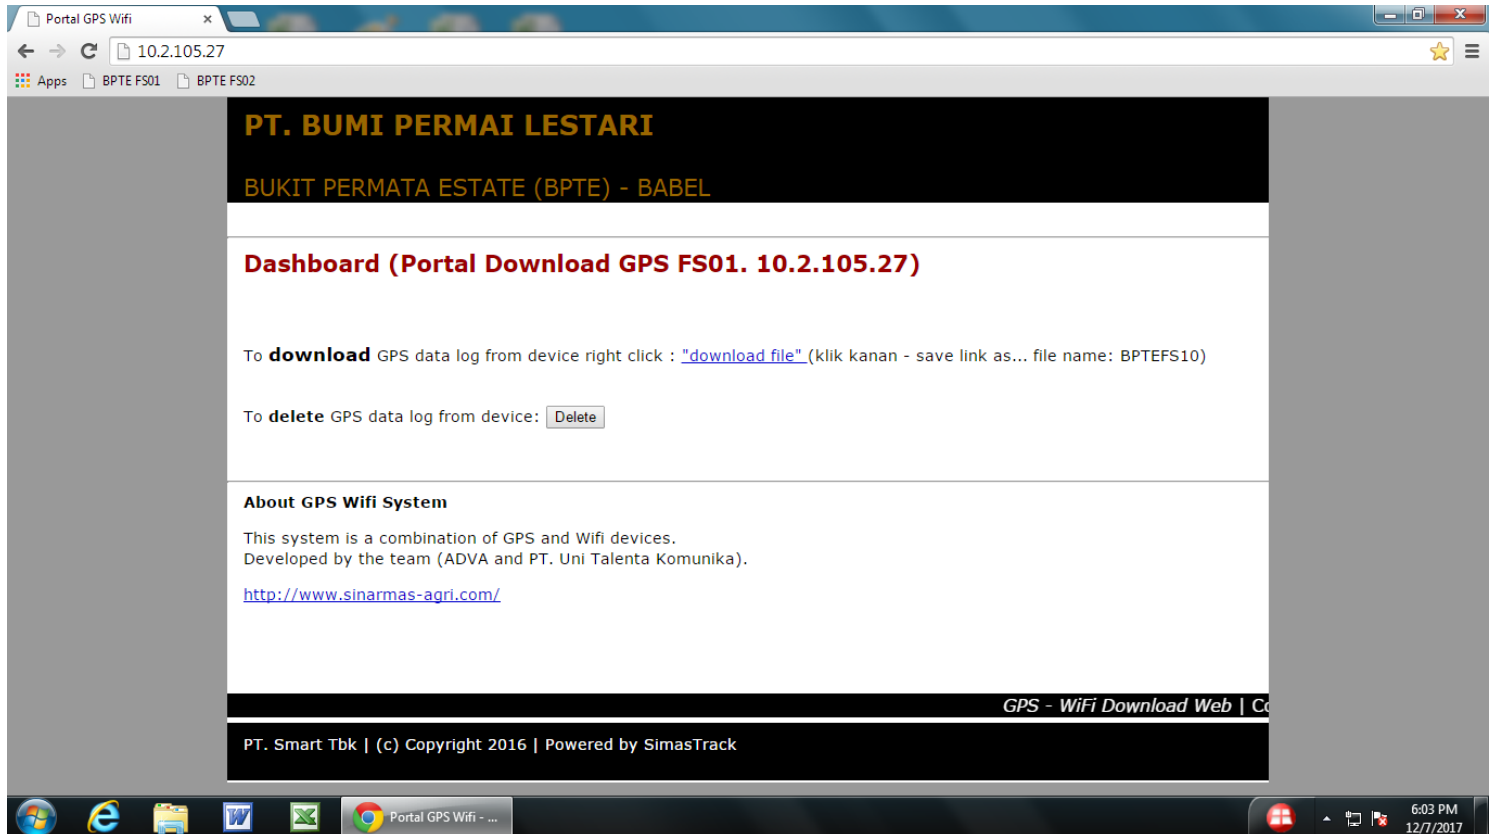 Portal GPS Wifi
10.2.105.27
Apps BPTE FS01 BPTE FS02
PT. BUMI PERMAI LESTARI
BUKIT PERMATA ESTATE (BPTE) - BABEL
Dashboard (Portal Download GPS FS01. 10.2.105.27)
To download GPS data log from device right click : "download file" (klik kanan - save link as... file name: BPTEFS10)
To delete GPS data log from device: Delete
About GPS Wifi System
This system is a combination of GPS and Wifi devices.
Developed by the team (ADVA and PT. Uni Talenta Komunika).
http://www.sinarmas-agri.com/
GPS - WiFi Download Web | Co
PT. Smart Tbk | (c) Copyright 2016 | Powered by SimasTrack
Portal GPS Wifi - ...
6:03 PM
12/7/2017